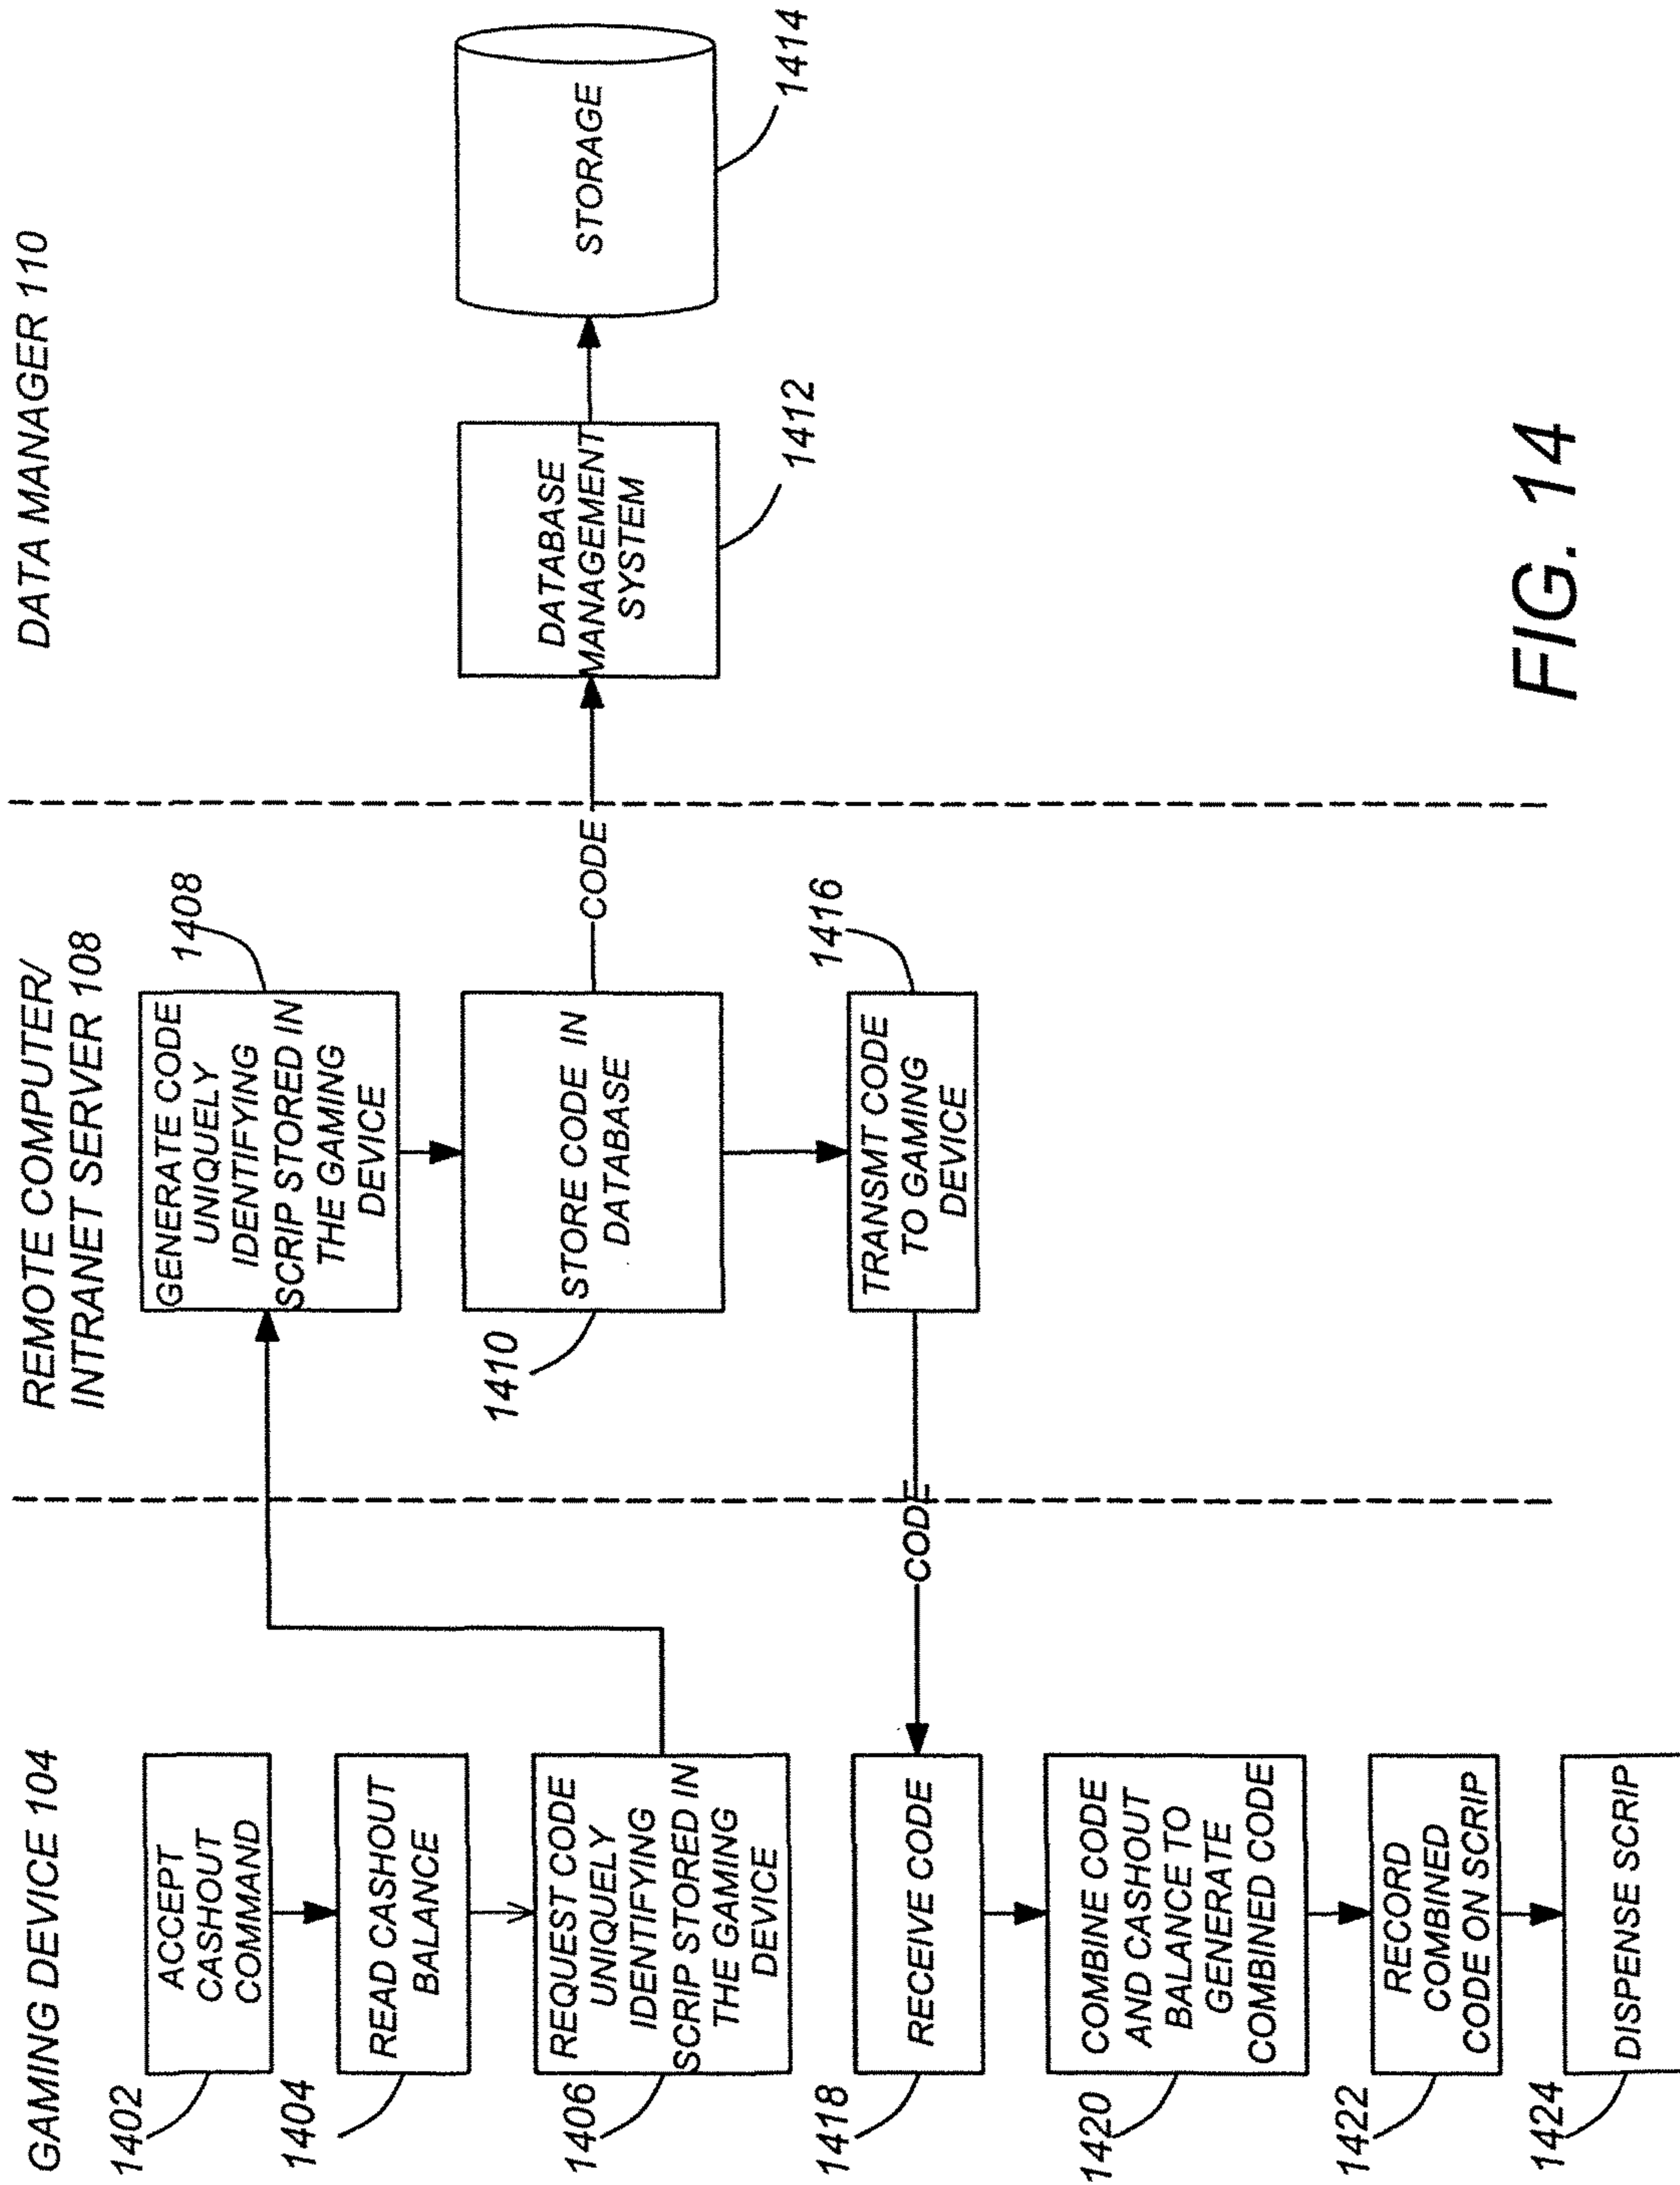 GAMING DEVICE 104
1402
ACCEPT
CASHOUT
COMMAND
1404
READ CASHOUT
BALANCE
1406
REQUEST CODE
UNIQUELY
IDENTIFYING
SCRIP STORED IN
THE GAMING
DEVICE
1418
RECEIVE CODE
1420
COMBINE CODE
AND CASHOUT
BALANCE TO
GENERATE
COMBINED CODE
1422
RECORD
COMBINED
CODE ON SCRIP
1424
DISPENSE SCRIP
REMOTE COMPUTER/
INTRANET SERVER 108
1408
GENERATE CODE
UNIQUELY
IDENTIFYING
SCRIP STORED IN
THE GAMING
DEVICE
1410
STORE CODE IN
DATABASE
CODE
1416
TRANSMT CODE
TO GAMING
DEVICE
CODE
DATA MANAGER 110
DATABASE
MANAGEMENT
SYSTEM
1412
STORAGE
1414
FIG. 14